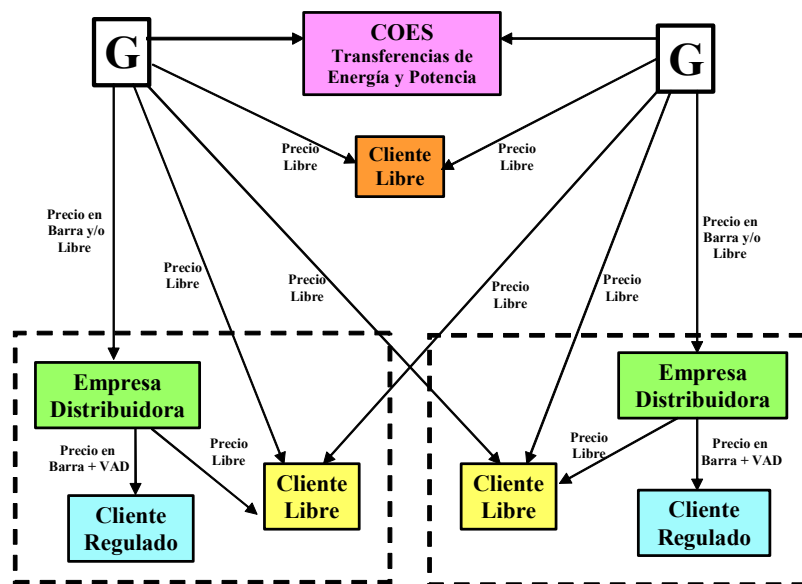 G
COES
Transferencias de
Energía y Potencia
G
Precio
Libre
Cliente
Libre
Precio
Libre
Precio en
Barra y/o
Libre
Precio
Libre
Precio
Libre
Precio
Libre
Precio
Libre
Precio en
Barra y/o
Libre
Empresa
Distribuidora
Precio en
Barra + VAD
Precio
Libre
Cliente
Libre
Cliente
Regulado
Empresa
Distribuidora
Precio
Libre
Precio en
Barra + VAD
Cliente
Libre
Cliente
Regulado